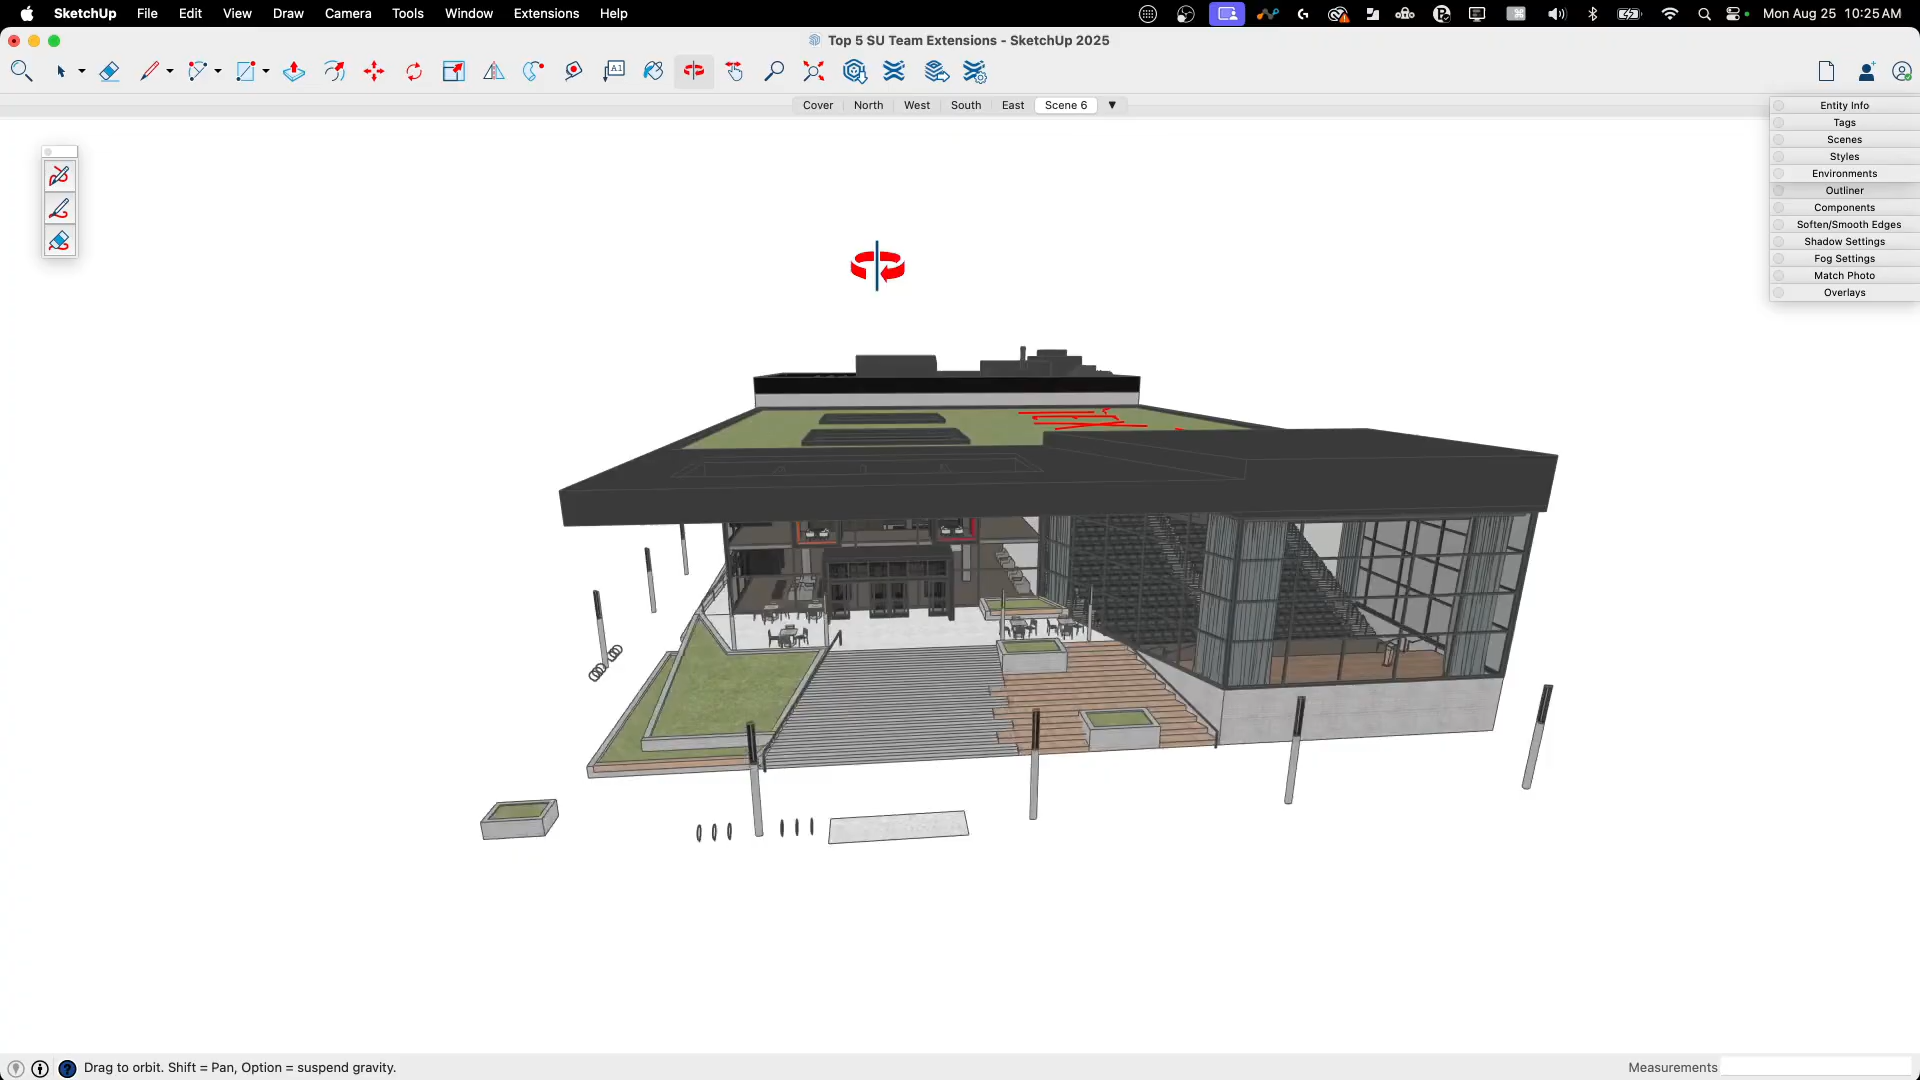 SketchUp File Edit View Draw Camera Tools Window Extensions Help Mon Aug 25 10:25 AM
Top 5 SU Team Extensions - SketchUp 2025
A1
Cover North West South East Scene 6
Entity Info
Tags
Scenes
Styles
Environments
Outliner
Components
Soften/Smooth Edges
Shadow Settings
Fog Settings
Match Photo
Overlays
Drag to orbit. Shift = Pan, Option = suspend gravity.
Measurements